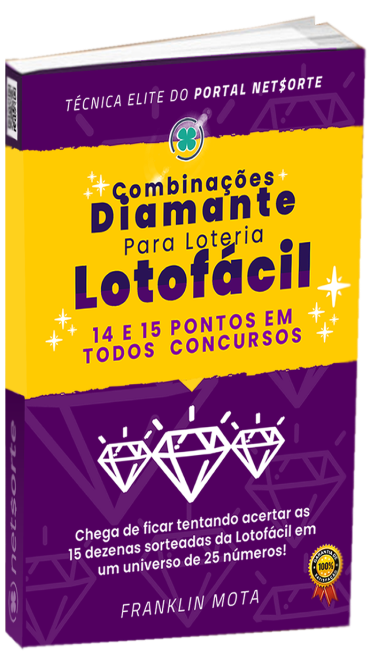 TÉCNICA ELITE DO PORTAL NET$ORTE
Combinações
Diamante
Para Loteria
Lotofácil
14 E 15 PONTOS EM
TODOS CONCURSOS
Chega de ficar tentando acertar as
15 dezenas sorteadas da Lotofácil em
um universo de 25 números!
100%
FRANKLIN MOTA
net$orte